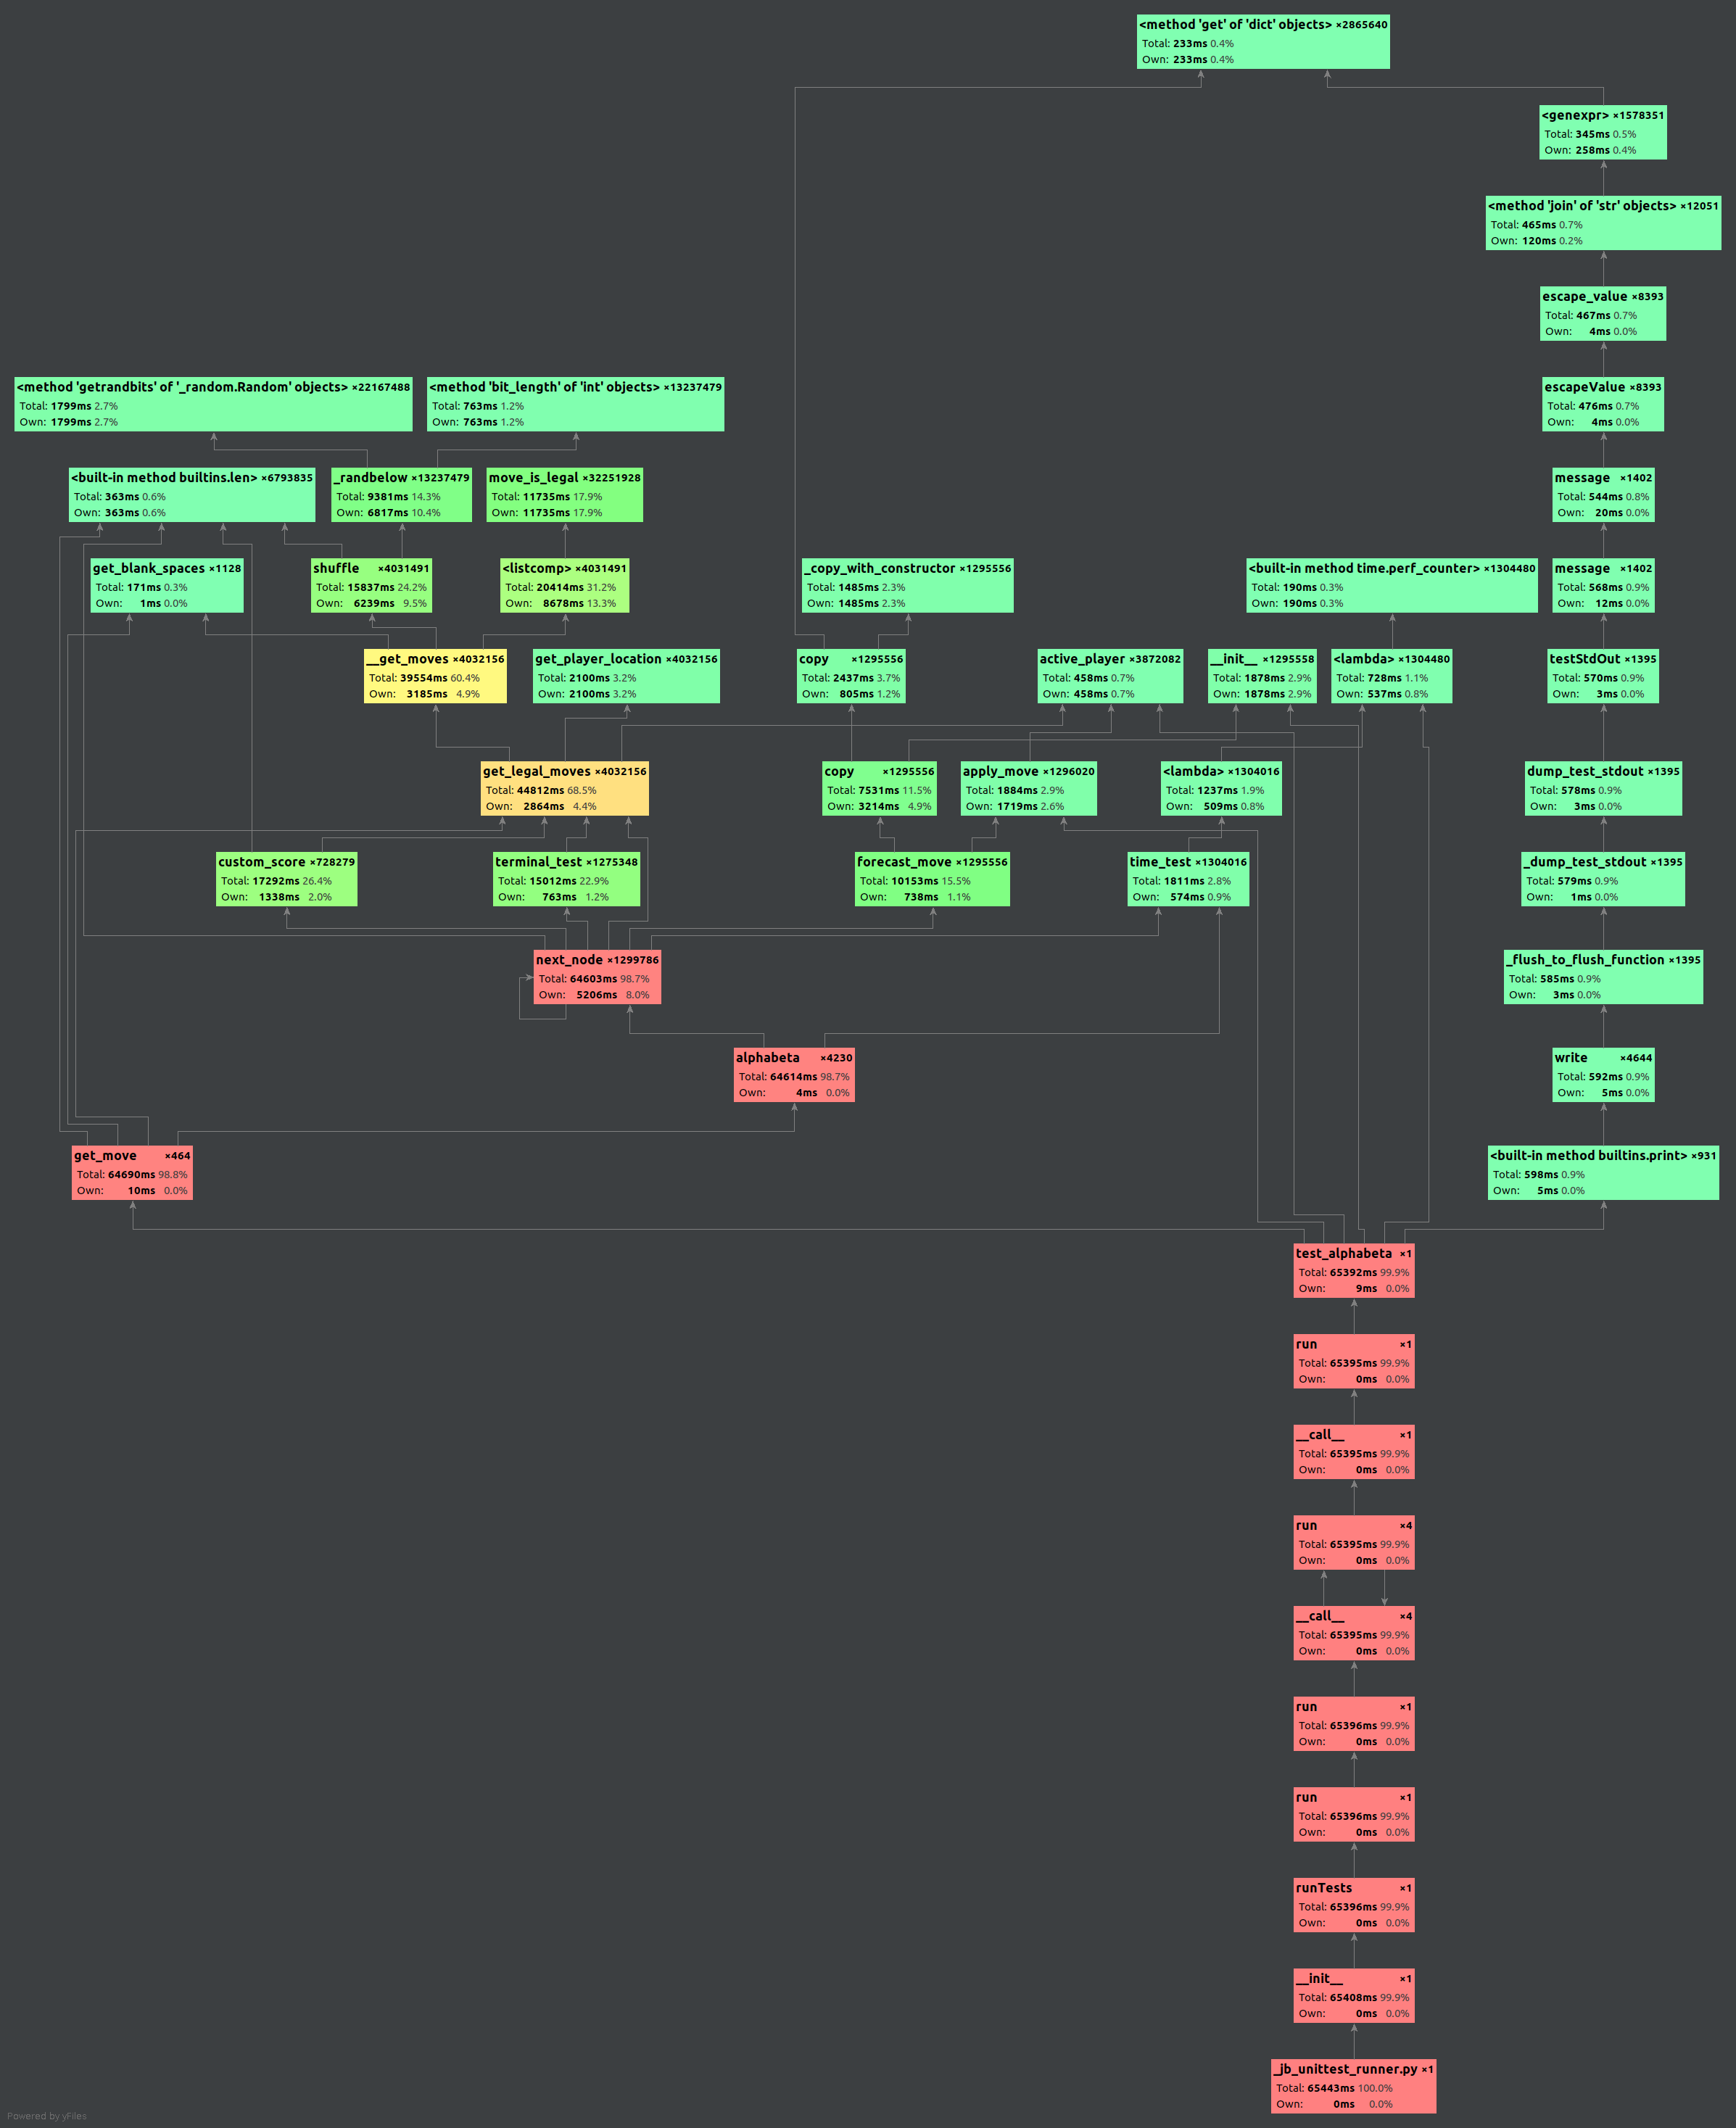 <method 'get' of 'dict' objects> ×2865640
Total: 233ms 0.4%
Own: 233ms 0.4%
<genexpr> ×1578351
Total: 345ms 0.5%
Own: 258ms 0.4%
<method 'join' of 'str' objects> ×12051
Total: 465ms 0.7%
Own: 120ms 0.2%
escape_value ×8393
Total: 467ms 0.7%
Own: 4ms 0.0%
<method 'getrandbits' of '_random.Random' objects> ×22167488
Total: 1799ms 2.7%
Own: 1799ms 2.7%
<method 'bit_length' of 'int' objects> ×13237479
Total: 763ms 1.2%
Own: 763ms 1.2%
escapeValue ×8393
Total: 476ms 0.7%
Own: 4ms 0.0%
<built-in method builtins.len> ×6793835
Total: 363ms 0.6%
Own: 363ms 0.6%
_randbelow ×13237479
Total: 9381ms 14.3%
Own: 6817ms 10.4%
move_is_legal ×32251928
Total: 11735ms 17.9%
Own: 11735ms 17.9%
message ×1402
Total: 544ms 0.8%
Own: 20ms 0.0%
get_blank_spaces ×1128
Total: 171ms 0.3%
Own: 1ms 0.0%
shuffle ×4031491
Total: 15837ms 24.2%
Own: 6239ms 9.5%
<listcomp> ×4031491
Total: 20414ms 31.2%
Own: 8678ms 13.3%
_copy_with_constructor ×1295556
Total: 1485ms 2.3%
Own: 1485ms 2.3%
<built-in method time.perf_counter> ×1304480
Total: 190ms 0.3%
Own: 190ms 0.3%
message ×1402
Total: 568ms 0.9%
Own: 12ms 0.0%
__get_moves ×4032156
Total: 39554ms 60.4%
Own: 3185ms 4.9%
get_player_location ×4032156
Total: 2100ms 3.2%
Own: 2100ms 3.2%
copy ×1295556
Total: 2437ms 3.7%
Own: 805ms 1.2%
active_player ×3872082
Total: 458ms 0.7%
Own: 458ms 0.7%
__init__ ×1295558
Total: 1878ms 2.9%
Own: 1878ms 2.9%
<lambda> ×1304480
Total: 728ms 1.1%
Own: 537ms 0.8%
testStdOut ×1395
Total: 570ms 0.9%
Own: 3ms 0.0%
get_legal_moves ×4032156
Total: 44812ms 68.5%
Own: 2864ms 4.4%
copy ×1295556
Total: 7531ms 11.5%
Own: 3214ms 4.9%
apply_move ×1296020
Total: 1884ms 2.9%
Own: 1719ms 2.6%
<lambda> ×1304016
Total: 1237ms 1.9%
Own: 509ms 0.8%
dump_test_stdout ×1395
Total: 578ms 0.9%
Own: 3ms 0.0%
custom_score ×728279
Total: 17292ms 26.4%
Own: 1338ms 2.0%
terminal_test ×1275348
Total: 15012ms 22.9%
Own: 763ms 1.2%
forecast_move ×1295556
Total: 10153ms 15.5%
Own: 738ms 1.1%
time_test ×1304016
Total: 1811ms 2.8%
Own: 574ms 0.9%
_dump_test_stdout ×1395
Total: 579ms 0.9%
Own: 1ms 0.0%
next_node ×1299786
Total: 64603ms 98.7%
Own: 5206ms 8.0%
_flush_to_flush_function ×1395
Total: 585ms 0.9%
Own: 3ms 0.0%
alphabeta ×4230
Total: 64614ms 98.7%
Own: 4ms 0.0%
write ×4644
Total: 592ms 0.9%
Own: 5ms 0.0%
get_move ×464
Total: 64690ms 98.8%
Own: 10ms 0.0%
<built-in method builtins.print> ×931
Total: 598ms 0.9%
Own: 5ms 0.0%
test_alphabeta ×1
Total: 65392ms 99.9%
Own: 9ms 0.0%
run ×1
Total: 65395ms 99.9%
Own: 0ms 0.0%
__call__ ×1
Total: 65395ms 99.9%
Own: 0ms 0.0%
run ×4
Total: 65395ms 99.9%
Own: 0ms 0.0%
__call__ ×4
Total: 65395ms 99.9%
Own: 0ms 0.0%
run ×1
Total: 65396ms 99.9%
Own: 0ms 0.0%
run ×1
Total: 65396ms 99.9%
Own: 0ms 0.0%
runTests ×1
Total: 65396ms 99.9%
Own: 0ms 0.0%
__init__ ×1
Total: 65408ms 99.9%
Own: 0ms 0.0%
_jb_unittest_runner.py ×1
Total: 65443ms 100.0%
Own: 0ms 0.0%
Powered by yFiles